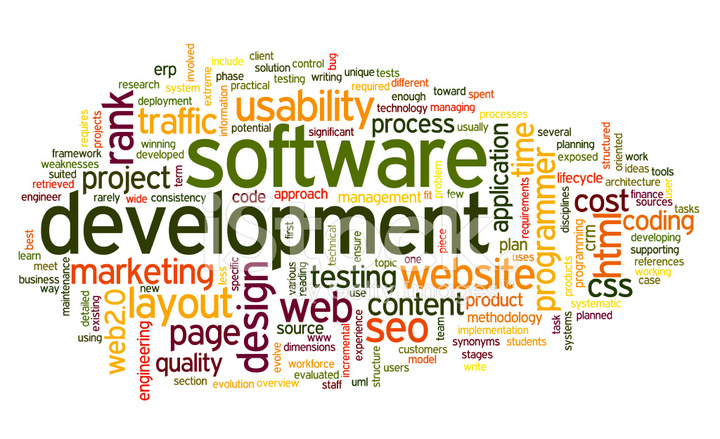 involved
include
client
bug
erp
extreme
phase
solution
control
research
system
practical
testing
writing
unique
tests
different
required
toward
spent
deployment
information
usability
enough
technology
managing
requires
projects
rank
traffic
potential
significant
process
usually
processes
winning
developed
software
application
time
several
planning
structured
oriented
framework
weaknesses
suited
retrieved
project
term
exposed
ideas
work
tools
engineer
rarely
wide
consistency
code
approach
management
fit
problem
few
requirements
programmer
lifecycle
architecture
disciplines
cost
finance
sources
user
tasks
development
first
technical
ensure
piece
plan
programming
crm
html
coding
developing
supporting
references
working
case
best
learn
meet
business
way
maintenance
marketing
less
specific
design
various
reading
topic
one
testing
use
website
uses
products
css
systematic
planned
detailed
existing
using
web2.0
new
layout
web
content
product
methodology
implementation
synonyms
students
stages
write
task
systems
engineering
page
quality
source
www
dimensions
evolve
workforce
evaluated
staff
incremental
experience
uml
structure
seo
team
customers
model
users
section
evolution
overview